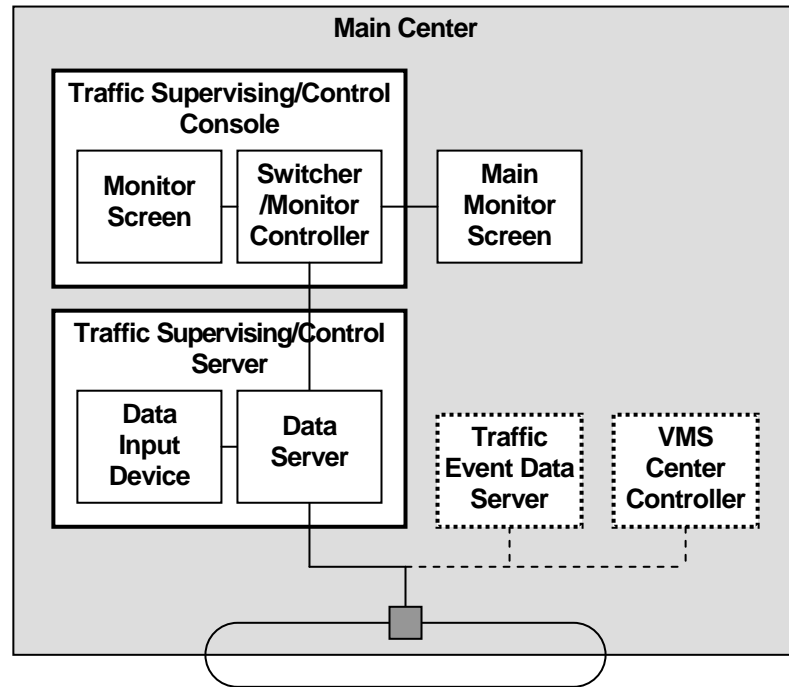 Main Center
Traffic Supervising/Control
Console
Monitor
Screen
Switcher
/Monitor
Controller
Main
Monitor
Screen
Traffic Supervising/Control
Server
Data
Input
Device
Data
Server
Traffic
Event Data
Server
VMS
Center
Controller